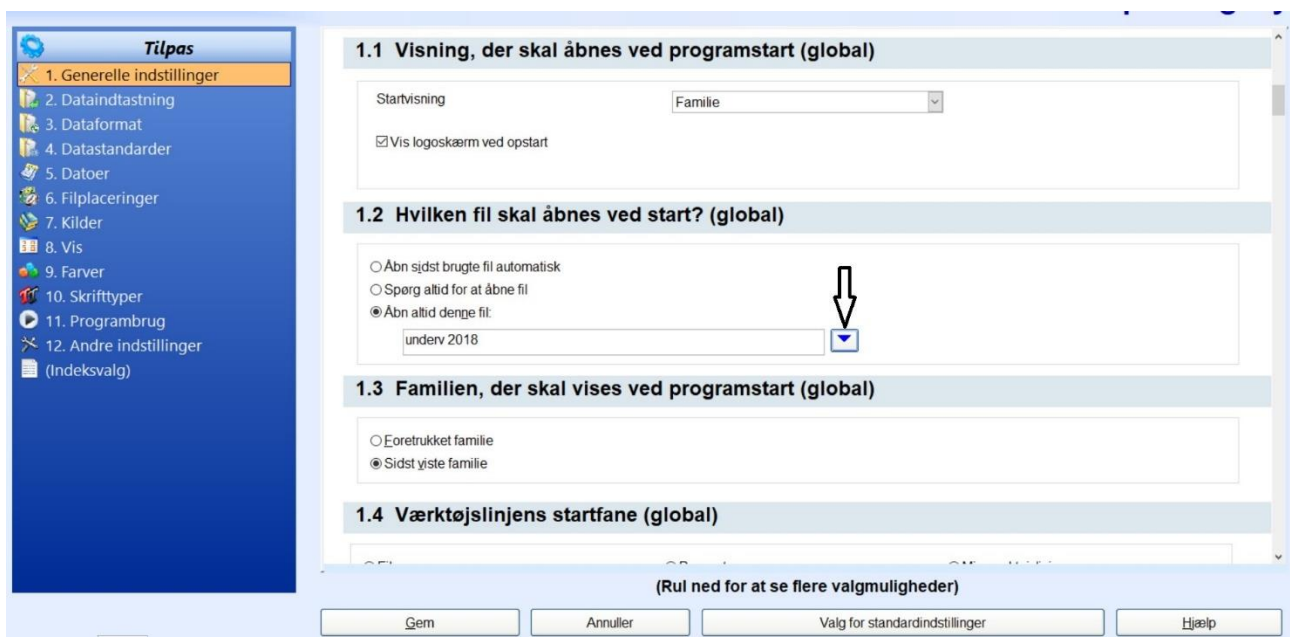 Tilpas
1. Generelle indstillinger
2. Dataindtastning
3. Dataformat
4. Datastandarder
5. Datoer
6. Filplaceringer
7. Kilder
8. Vis
9. Farver
10. Skrifttyper
11. Programbrug
12. Andre indstillinger
(Indeksvalg)
1.1 Visning, der skal åbnes ved programstart (global)
Startvisning
Familie
Vis logoskærm ved opstart
1.2 Hvilken fil skal åbnes ved start? (global)
Åbn sidst brugte fil automatisk
Spørg altid for at åbne fil
Åbn altid denne fil:
underv 2018
1.3 Familien, der skal vises ved programstart (global)
Foretrukket familie
Sidst viste familie
1.4 Værktøjslinjens startfane (global)
(Rul ned for at se flere valgmuligheder)
Gem
Annuller
Valg for standardindstillinger
Hjælp